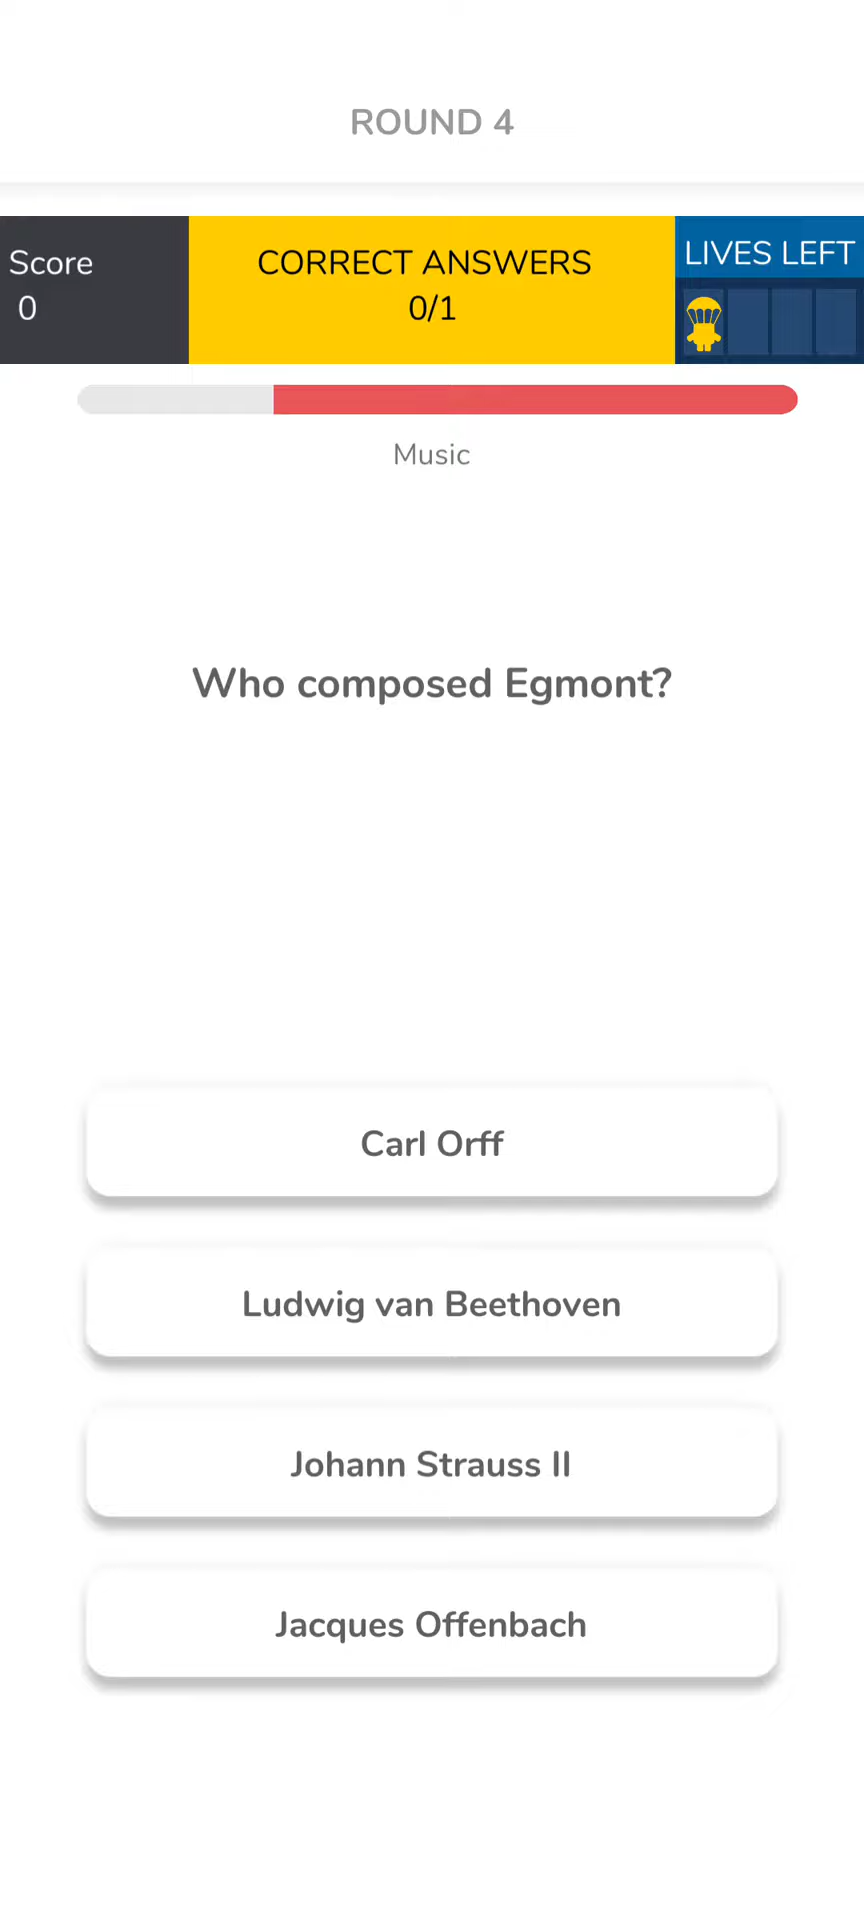 ROUND 4
Score
0
CORRECT ANSWERS
0/1
LIVES LEFT
Music
Who composed Egmont?
Carl Orff
Ludwig van Beethoven
Johann Strauss II
Jacques Offenbach